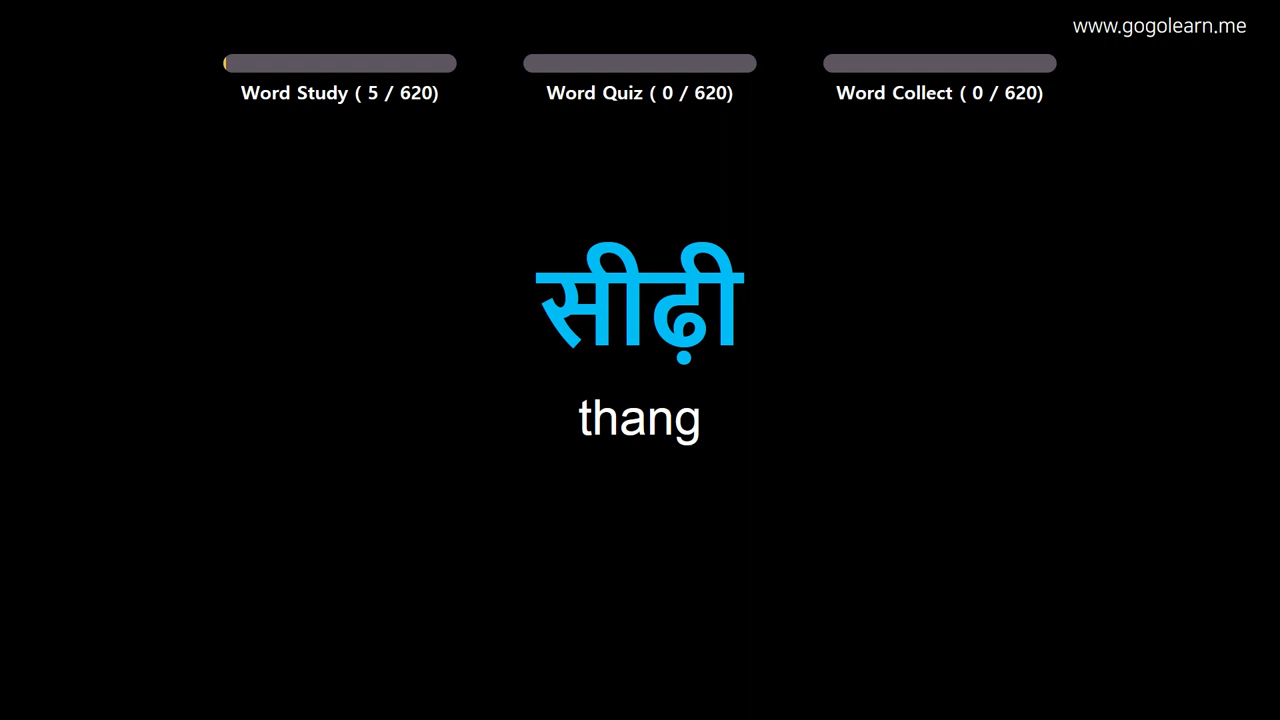 www.gogolearn.me
Word Study ( 5 / 620)
Word Quiz ( 0 / 620)
Word Collect ( 0 / 620)
सीढ़ी
thang